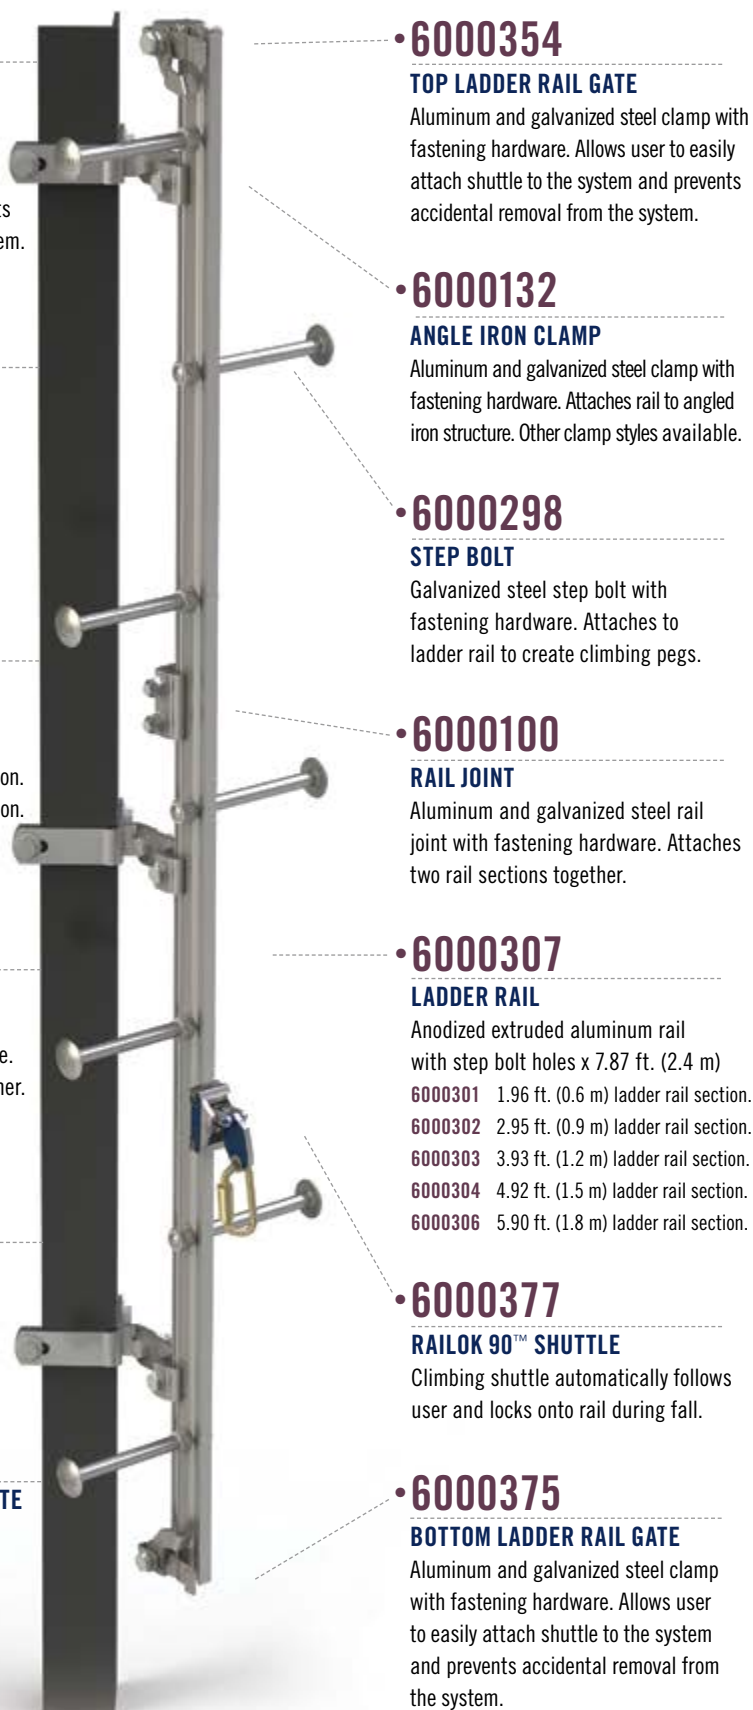 •6000354
TOP LADDER RAIL GATE
Aluminum and galvanized steel clamp with
fastening hardware. Allows user to easily
attach shuttle to the system and prevents
accidental removal from the system.
•6000132
ANGLE IRON CLAMP
Aluminum and galvanized steel clamp with
fastening hardware. Attaches rail to angled
iron structure. Other clamp styles available.
•6000298
STEP BOLT
Galvanized steel step bolt with
fastening hardware. Attaches to
ladder rail to create climbing pegs.
•6000100
RAIL JOINT
Aluminum and galvanized steel rail
joint with fastening hardware. Attaches
two rail sections together.
•6000307
LADDER RAIL
Anodized extruded aluminum rail
with step bolt holes x 7.87 ft. (2.4 m)
6000301 1.96 ft. (0.6 m) ladder rail section.
6000302 2.95 ft. (0.9 m) ladder rail section.
6000303 3.93 ft. (1.2 m) ladder rail section.
6000304 4.92 ft. (1.5 m) ladder rail section.
6000306 5.90 ft. (1.8 m) ladder rail section.
•6000377
RAILOK 90™ SHUTTLE
Climbing shuttle automatically follows
user and locks onto rail during fall.
•6000375
BOTTOM LADDER RAIL GATE
Aluminum and galvanized steel clamp
with fastening hardware. Allows user
to easily attach shuttle to the system
and prevents accidental removal from
the system.